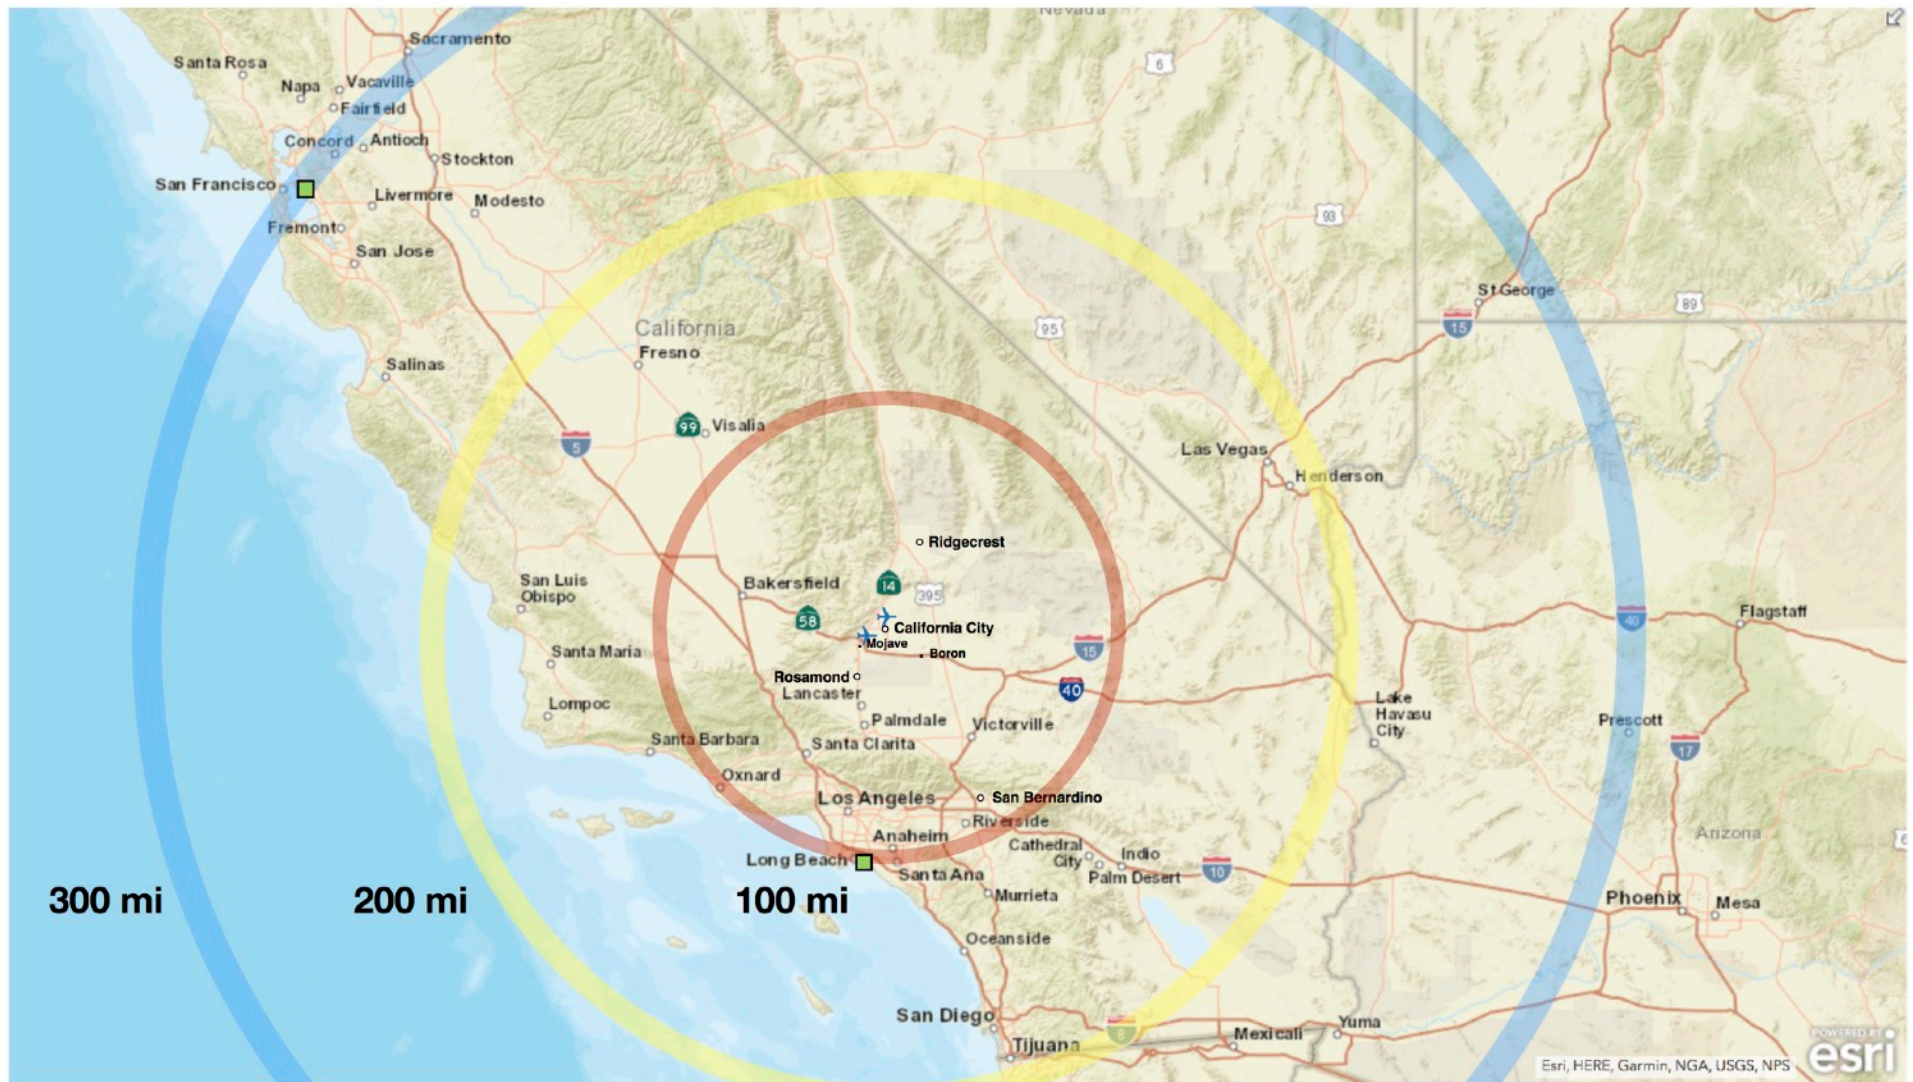 Nevada
Sacramento
Santa Rosa
6
Napa
Vacaville
Fairfield
Concord
Antioch
Stockton
San Francisco
Livermore
Modesto
93
Fremont
San Jose
St George
89
California
95
15
Fresno
Salinas
99
Visalia
5
Las Vegas
Henderson
Ridgecrest
San Luis
Obispo
Bakersfield
14
395
58
California City
Mojave
Boron
15
40
Flagstaff
Santa Maria
Rosamond
Lancaster
40
Lompoc
Palmdale
Victorville
Lake
Havasu
City
Prescott
Santa Barbara
Santa Clarita
17
Oxnard
Los Angeles
San Bernardino
Riverside
Anaheim
Arizona
6
Long Beach
Cathedral
City
Indio
Palm Desert
10
Santa Ana
Murrieta
300 mi
200 mi
100 mi
Phoenix
Mesa
Oceanside
San Diego
8
Mexicali
Yuma
Tijuana
POWERED BY
esri
Esri, HERE, Garmin, NGA, USGS, NPS